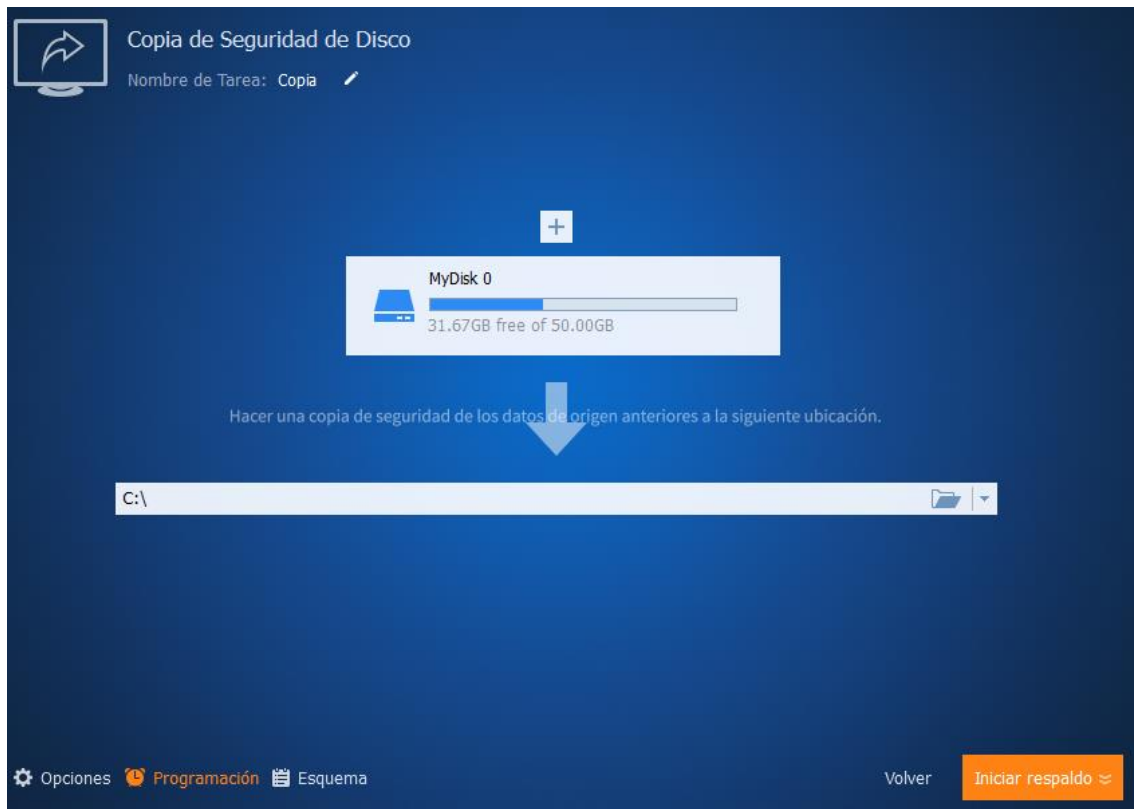 Copia de Seguridad de Disco
Nombre de Tarea: Copia
MyDisk 0
31.67GB free of 50.00GB
Hacer una copia de seguridad de los datos de origen anteriores a la siguiente ubicación.
C:\
Opciones Programación Esquema Volver Iniciar respaldo